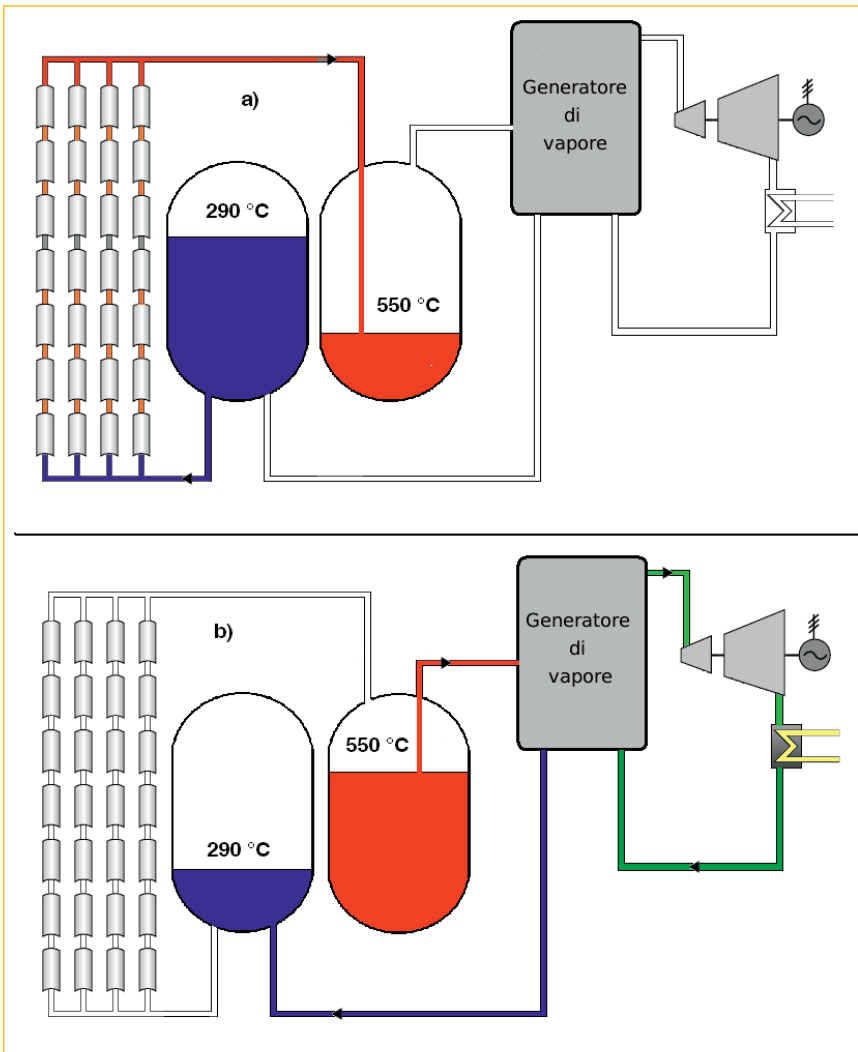 a)
Generatore
di
vapore
290 °C
550 °C
b)
Generatore
di
vapore
550 °C
290 °C